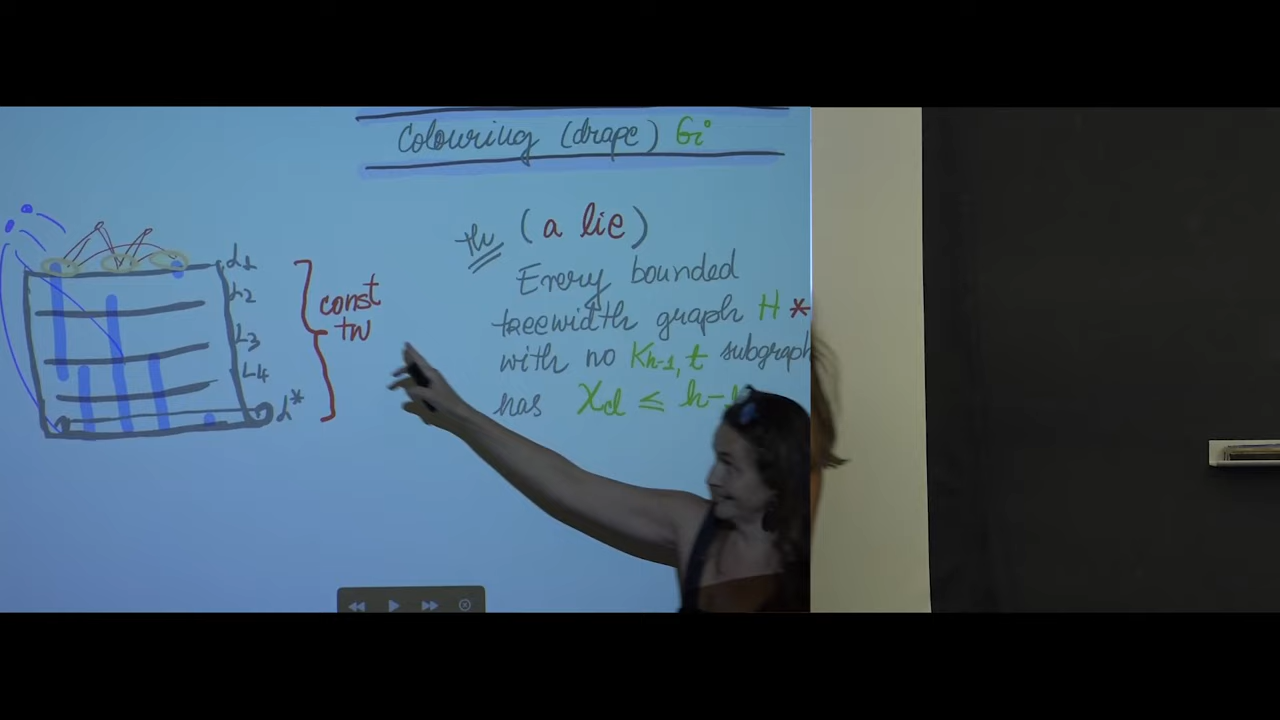 Colouring (drape) Gi
th (a lie)
Every bounded
treewidth graph H *
with no Kh-1, t subgraph
has χd ≤ h-
L1
L2
L3
L4
L*
const
tw